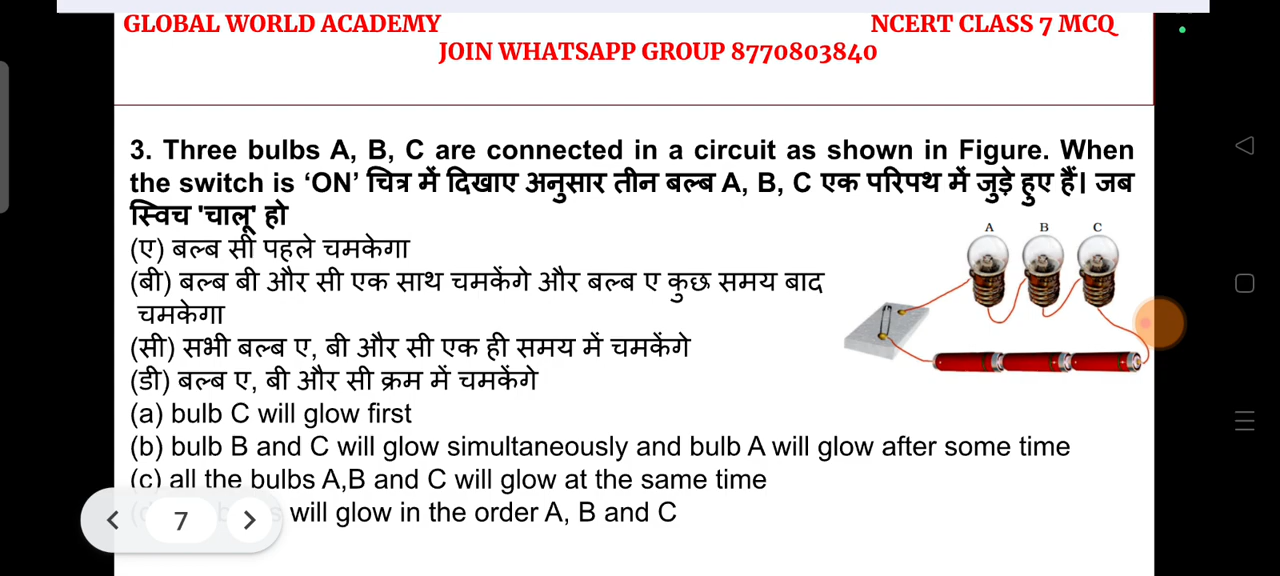 GLOBAL WORLD ACADEMY NCERT CLASS 7 MCQ
JOIN WHATSAPP GROUP 8770803840
3. Three bulbs A, B, C are connected in a circuit as shown in Figure. When
the switch is ‘ON’ चित्र में दिखाए अनुसार तीन बल्ब A, B, C एक परिपथ में जुड़े हुए हैं। जब
स्विच 'चालू' हो
A B C
(ए) बल्ब सी पहले चमकेगा
(बी) बल्ब बी और सी एक साथ चमकेंगे और बल्ब ए कुछ समय बाद
चमकेगा
(सी) सभी बल्ब ए, बी और सी एक ही समय में चमकेंगे
(डी) बल्ब ए, बी और सी क्रम में चमकेंगे
(a) bulb C will glow first
(b) bulb B and C will glow simultaneously and bulb A will glow after some time
(c) all the bulbs A,B and C will glow at the same time
will glow in the order A, B and C
7